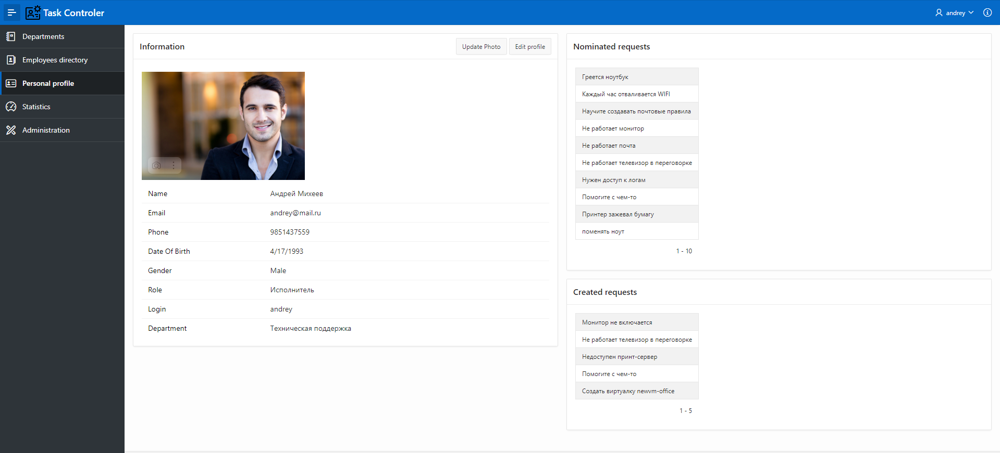 Task Controler
andrey
Departments
Employees directory
Personal profile
Statistics
Administration
Information
Update Photo
Edit profile
Name Андрей Михеев
Email andrey@mail.ru
Phone 9851437559
Date Of Birth 4/17/1993
Gender Male
Role Исполнитель
Login andrey
Department Техническая поддержка
Nominated requests
Греется ноутбук
Каждый час отваливается WIFI
Научите создавать почтовые правила
Не работает монитор
Не работает почта
Не работает телевизор в переговорке
Нужен доступ к логам
Помогите с чем-то
Принтер зажевал бумагу
поменять ноут
1 - 10
Created requests
Монитор не включается
Не работает телевизор в переговорке
Недоступен принт-сервер
Помогите с чем-то
Создать виртуалку newvm-office
1 - 5